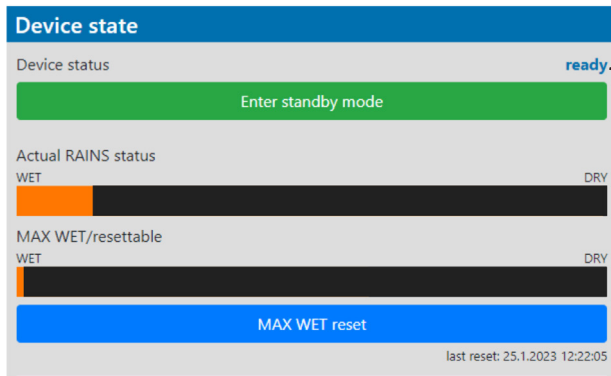 Device state
Device status ready.
Enter standby mode
Actual RAINS status
WET DRY
MAX WET/resettable
WET DRY
MAX WET reset
last reset: 25.1.2023 12:22:05